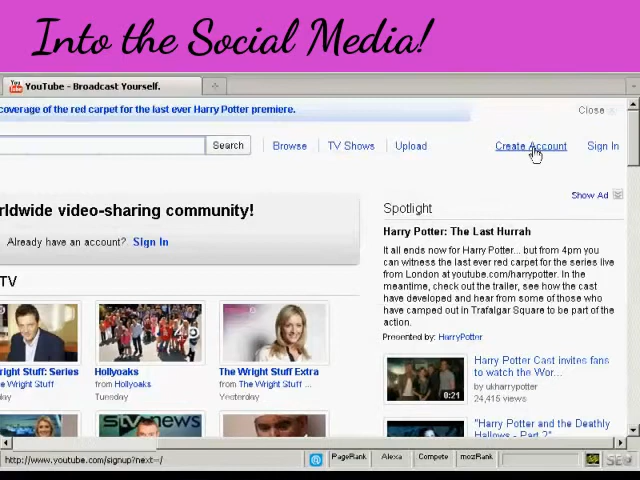 Into the Social Media!
YouTube - Broadcast Yourself.
coverage of the red carpet for the last ever Harry Potter premiere.
Close
Search
Browse
TV Shows
Upload
Create Account
Sign In
Show Ad
rldwide video-sharing community!
Already have an account? Sign In
Spotlight
Harry Potter: The Last Hurrah
It all ends now for Harry Potter... but from 4pm you
can witness the last ever red carpet for the series live
from London at youtube.com/harrypotter. In the
meantime, check out the trailer, see how the cast
have developed and hear from some of those who
have camped out in Trafalgar Square to be part of the
action.
Presented by: HarryPotter
TV
right Stuff: Series
e Wright Stuff
day
Hollyoaks
from Hollyoaks
Tuesday
The Wright Stuff Extra
from The Wright Stuff ...
Yesterday
Harry Potter Cast invites fans
to watch the Wor...
by ukharrypotter
24,415 views
0:21
"Harry Potter and the Deathly
Hallows - Part 2"
stv news
http://www.youtube.com/signup?next=/
PageRank
Alexa
Compete
mozRank
SEO